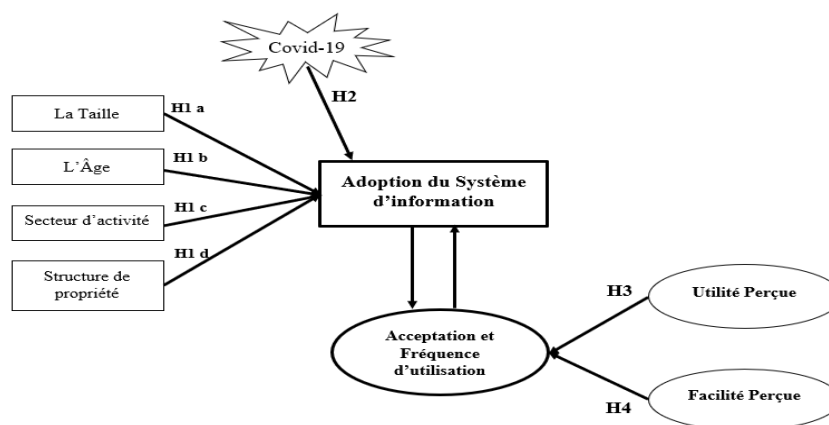 Covid-19
H2
La Taille
H1 a
L'Âge
H1 b
Secteur d'activité
H1 c
Structure de
propriété
H1 d
Adoption du Système
d'information
Acceptation et
Fréquence
d'utilisation
H3
Utilité Perçue
H4
Facilité Perçue